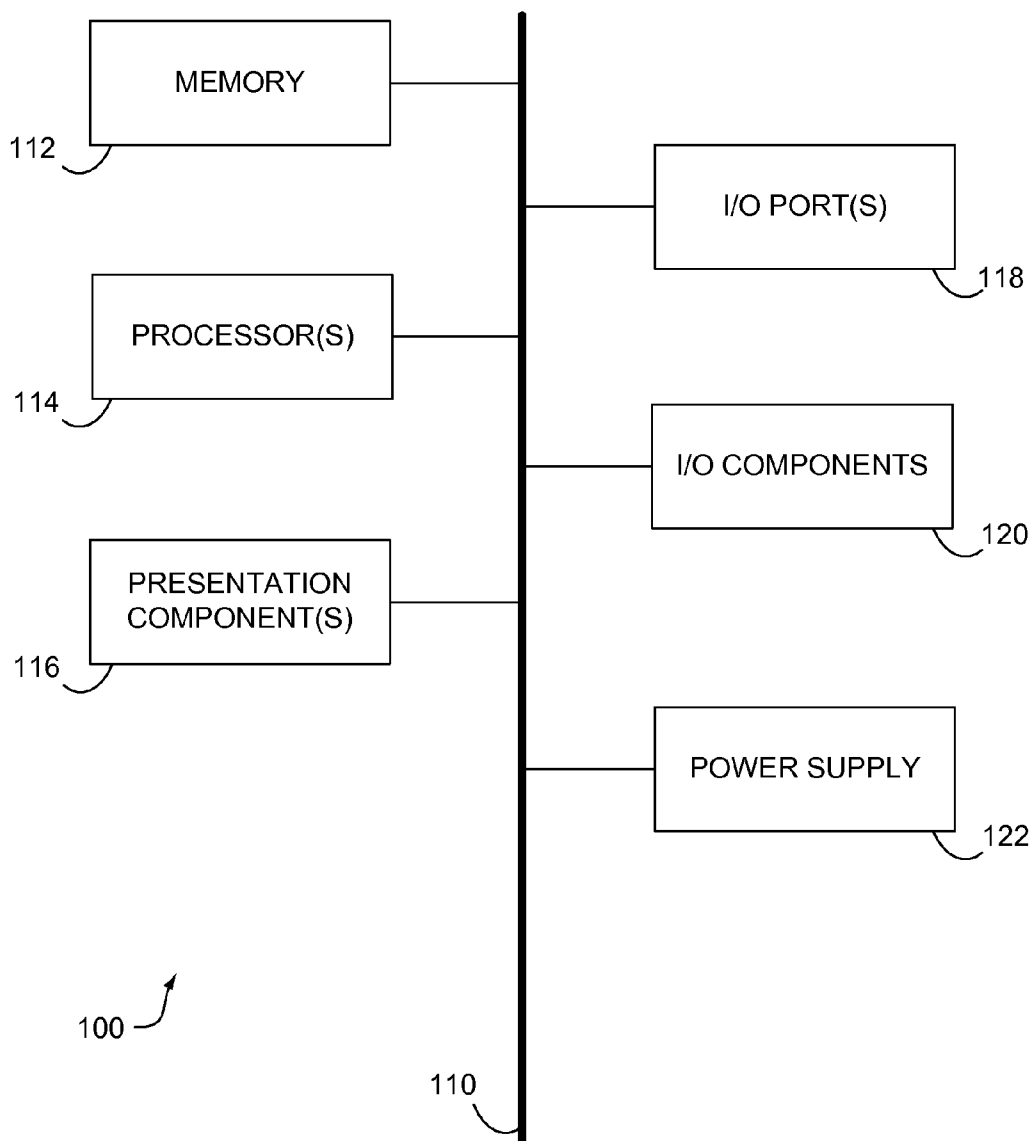 MEMORY
112
I/O PORT(S)
118
PROCESSOR(S)
114
I/O COMPONENTS
120
PRESENTATION
COMPONENT(S)
116
POWER SUPPLY
122
100
110